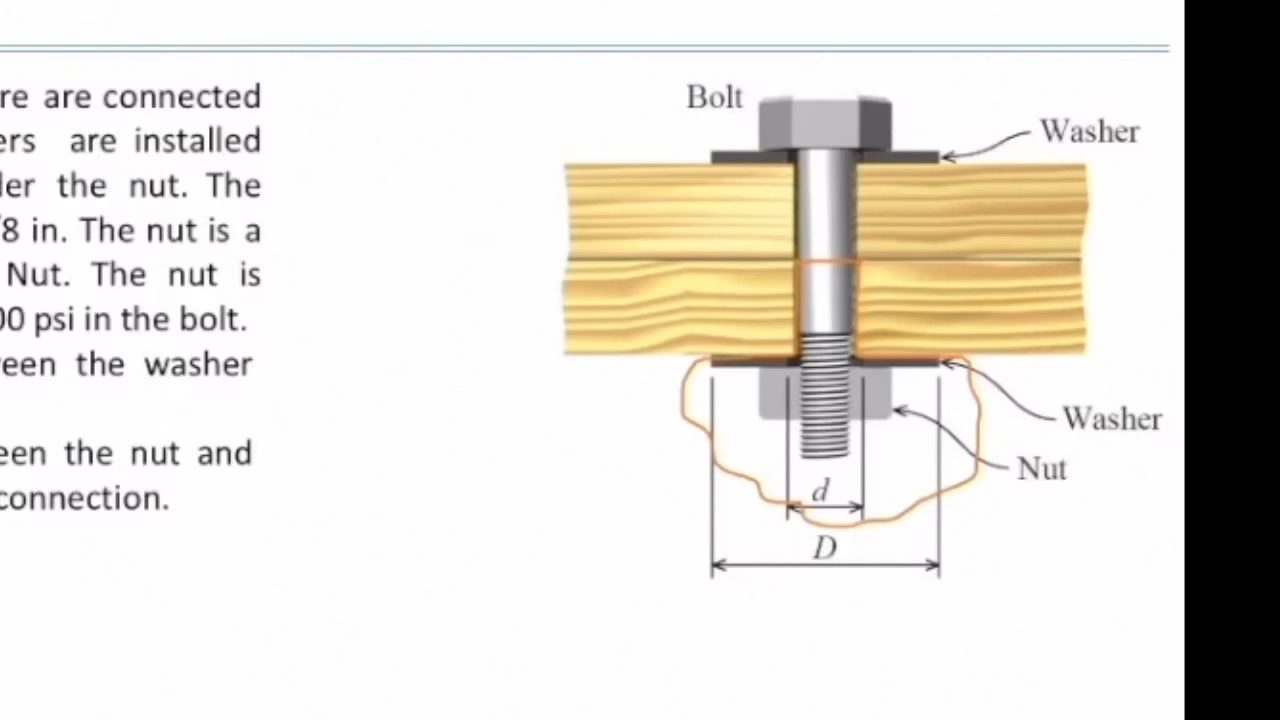 re are connected
ers are installed
der the nut. The
/8 in. The nut is a
Nut. The nut is
00 psi in the bolt.
een the washer
een the nut and
connection.
Bolt
Washer
Washer
Nut
d
D